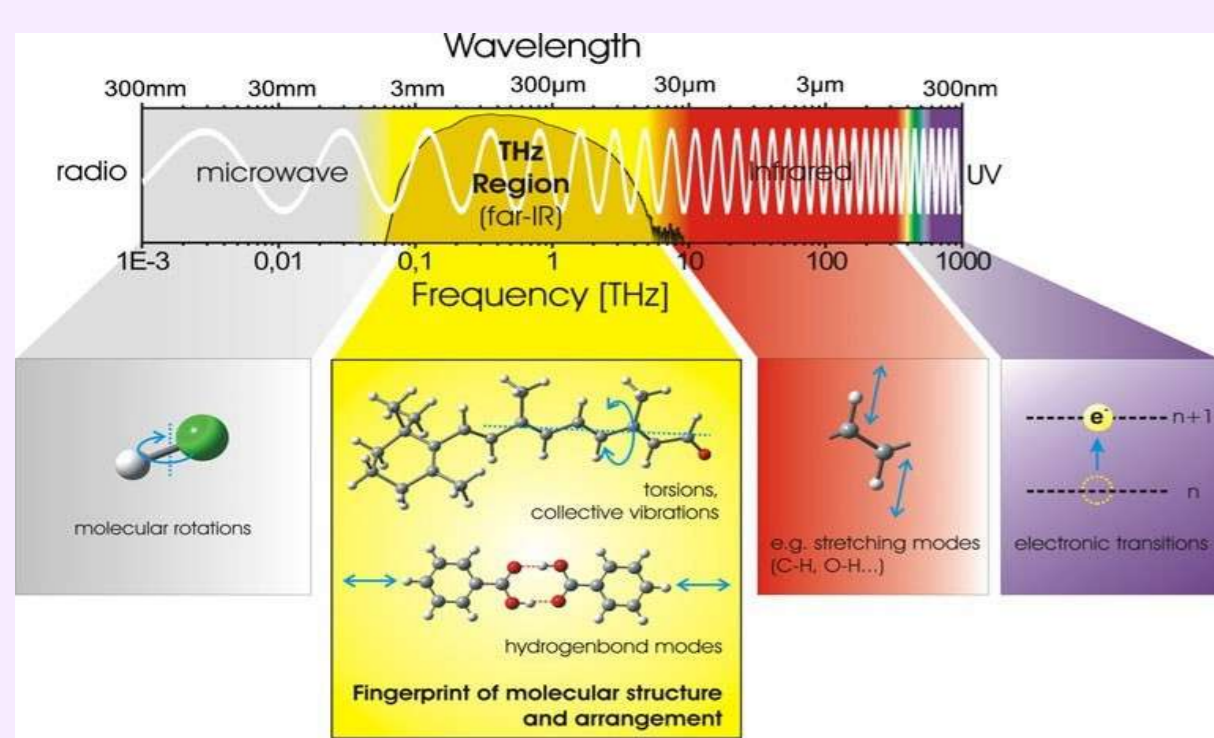 Wavelength
300mm 30mm 3mm 300µm 30µm 3µm 300nm
radio microwave THz Region (far-IR) Infrared UV
1E-3 0,01 0,1 1 10 100 1000
Frequency [THz]
molecular rotations
torsions,
collective vibrations
hydrogenbond modes
Fingerprint of molecular structure
and arrangement
e.g. stretching modes
(C-H, O-H...)
e-
n+1
n
electronic transitions